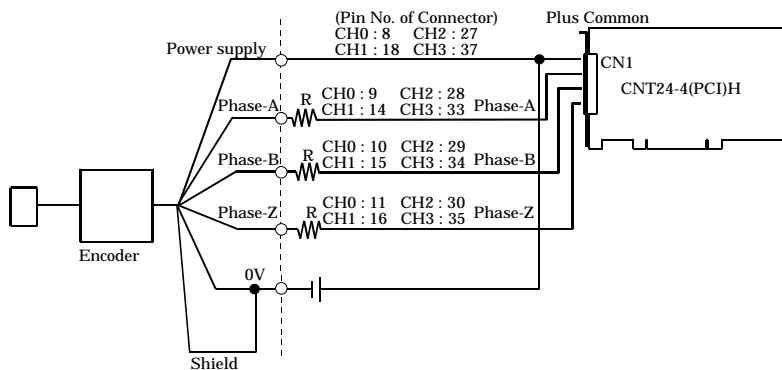 (Pin No. of Connector)
Plus Common
CH0 : 8 CH2 : 27
CH1 : 18 CH3 : 37
Power supply
CN1
CNT24-4(PCI)H
Phase-A
R
CH0 : 9 CH2 : 28
CH1 : 14 CH3 : 33
Phase-A
Phase-B
R
CH0 : 10 CH2 : 29
CH1 : 15 CH3 : 34
Phase-B
Phase-Z
R
CH0 : 11 CH2 : 30
CH1 : 16 CH3 : 35
Phase-Z
Encoder
0V
Shield